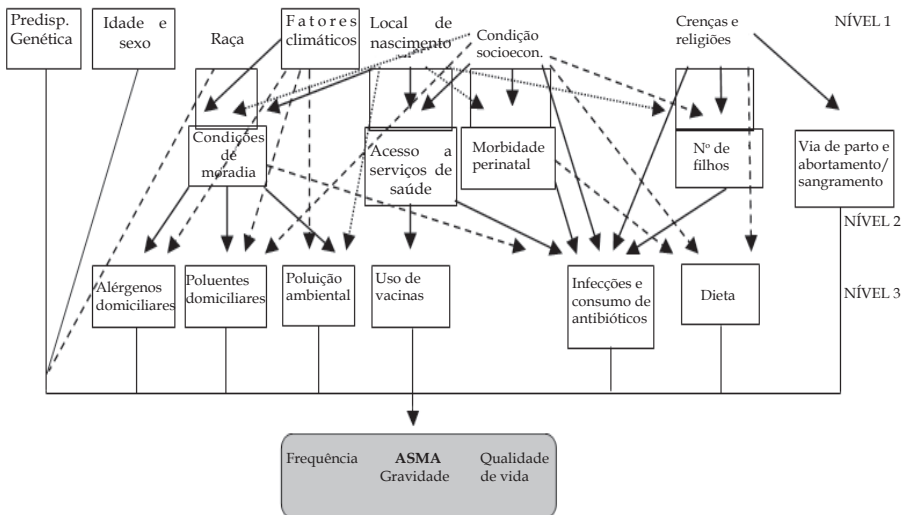 Predisp.
Genética
Idade e
sexo
Raça
Fatores
climáticos
Local de
nascimento
Condição
socioecon.
Crenças e
religiões
NÍVEL 1
Condições
de
moradia
Acesso a
serviços de
saúde
Morbidade
perinatal
Nº de
filhos
Via de parto e
abortamento/
sangramento
NÍVEL 2
Alérgenos
domiciliares
Poluentes
domiciliares
Poluição
ambiental
Uso de
vacinas
Infecções e
consumo de
antibióticos
Dieta
NÍVEL 3
Frequência
ASMA
Gravidade
Qualidade
de vida